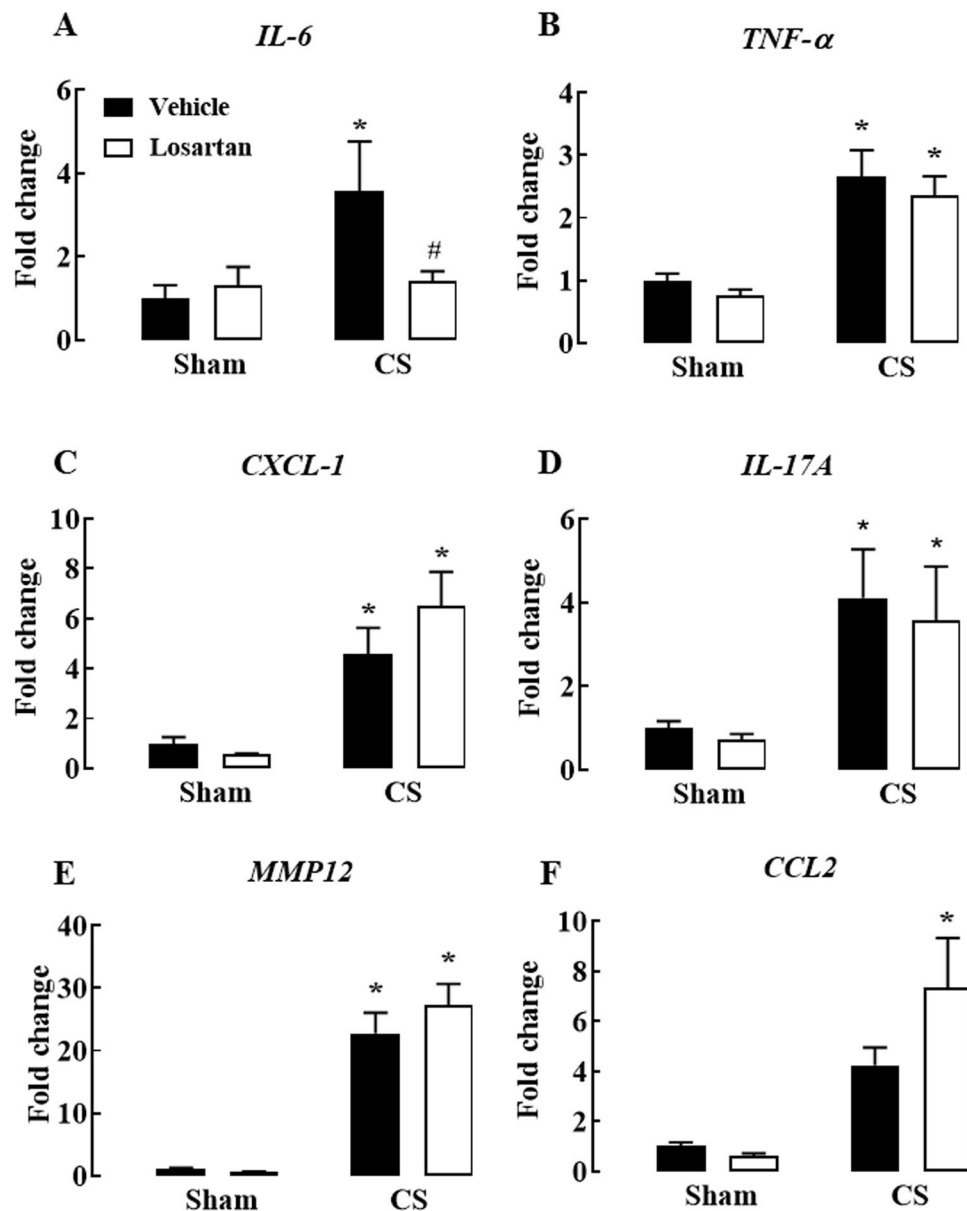 A
IL-6
Fold change
6
4
2
0
Vehicle
Losartan
*
#
Sham
CS
B
TNF-α
Fold change
4
3
2
1
0
*
*
Sham
CS
C
CXCL-1
Fold change
10
8
6
4
2
0
*
*
Sham
CS
D
IL-17A
Fold change
6
4
2
0
*
*
Sham
CS
E
MMP12
Fold change
40
30
20
10
0
*
*
Sham
CS
F
CCL2
Fold change
10
8
6
4
2
0
*
Sham
CS